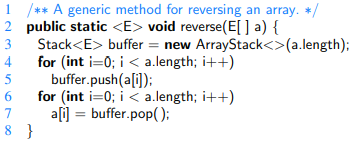 1 /** A generic method for reversing an array. */
2 public static <E> void reverse(E[ ] a) {
3 Stack<E> buffer = new ArrayStack<>(a.length);
4 for (int i=0; i < a.length; i++)
5 buffer.push(a[i]);
6 for (int i=0; i < a.length; i++)
7 a[i] = buffer.pop( );
8 }